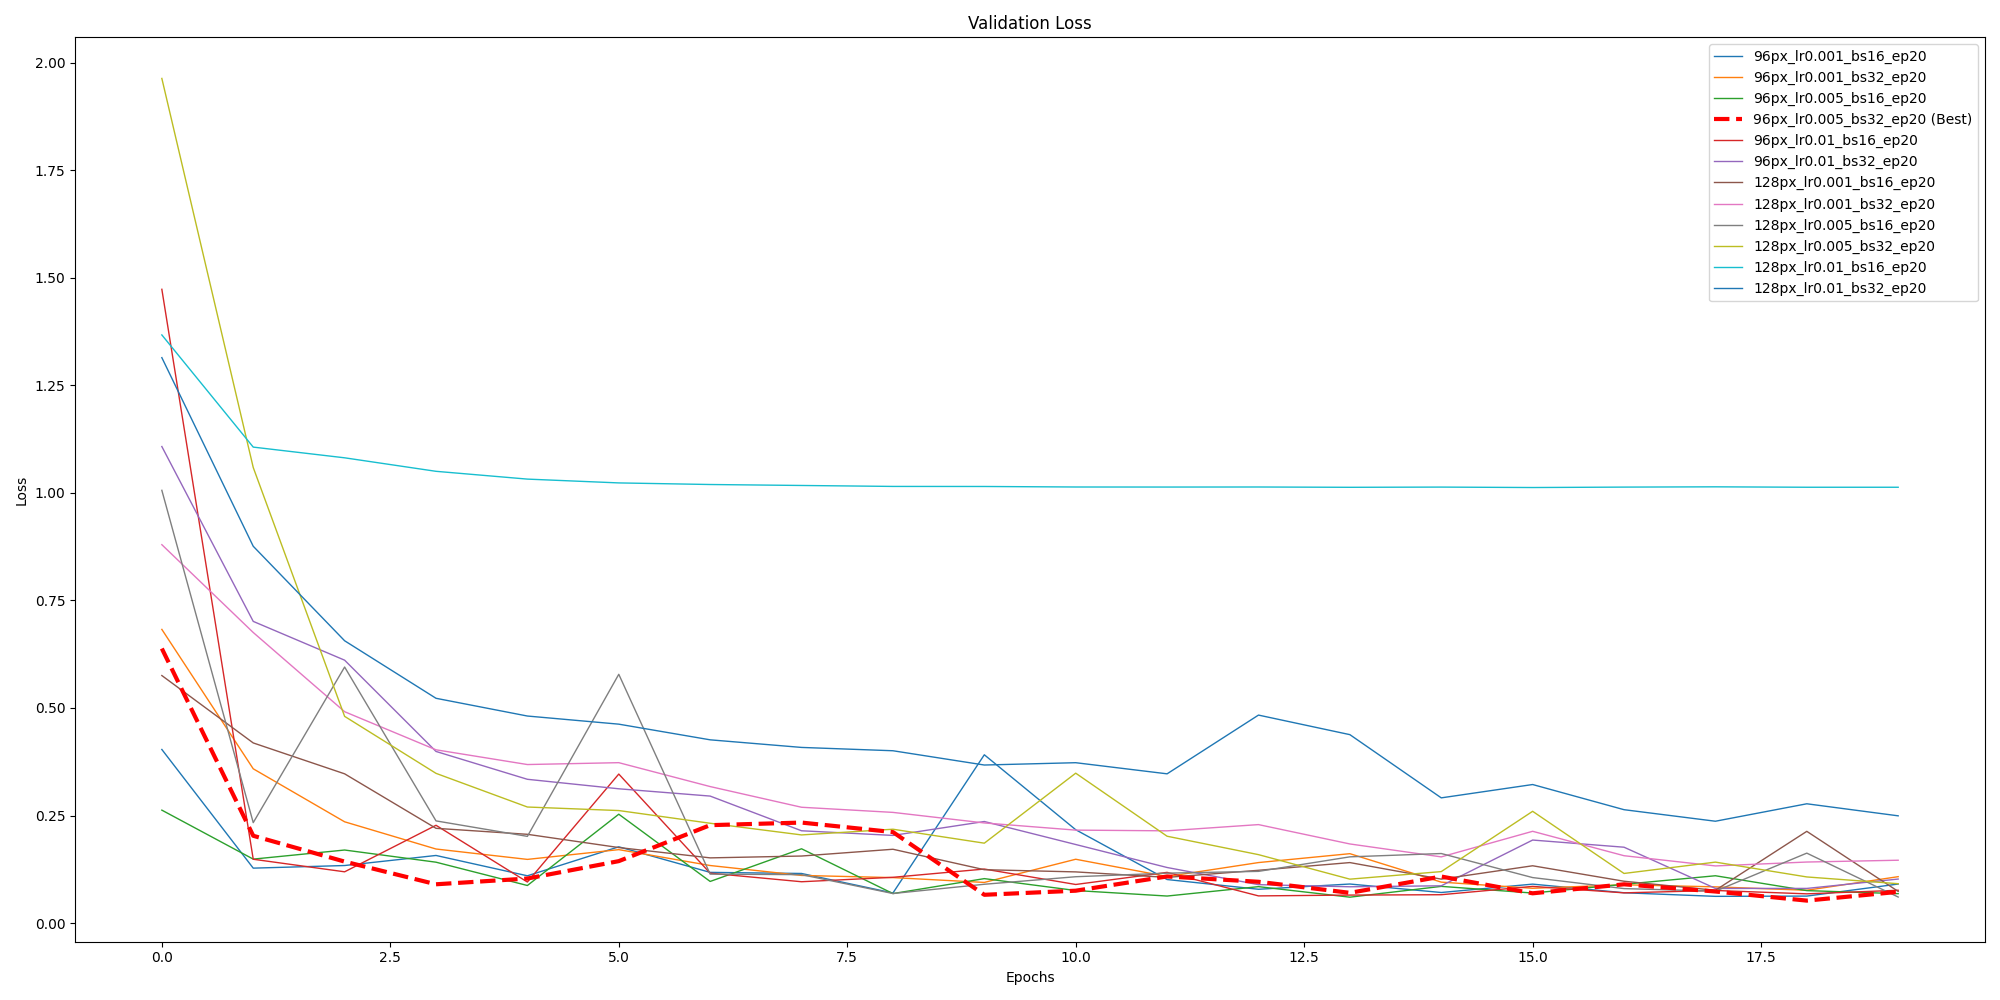 Validation Loss
2.00
1.75
1.50
1.25
1.00
0.75
0.50
0.25
0.00
Loss
96px_lr0.001_bs16_ep20
96px_lr0.001_bs32_ep20
96px_lr0.005_bs16_ep20
96px_lr0.005_bs32_ep20 (Best)
96px_lr0.01_bs16_ep20
96px_lr0.01_bs32_ep20
128px_lr0.001_bs16_ep20
128px_lr0.001_bs32_ep20
128px_lr0.005_bs16_ep20
128px_lr0.005_bs32_ep20
128px_lr0.01_bs16_ep20
128px_lr0.01_bs32_ep20
0.0 2.5 5.0 7.5 10.0 12.5 15.0 17.5
Epochs